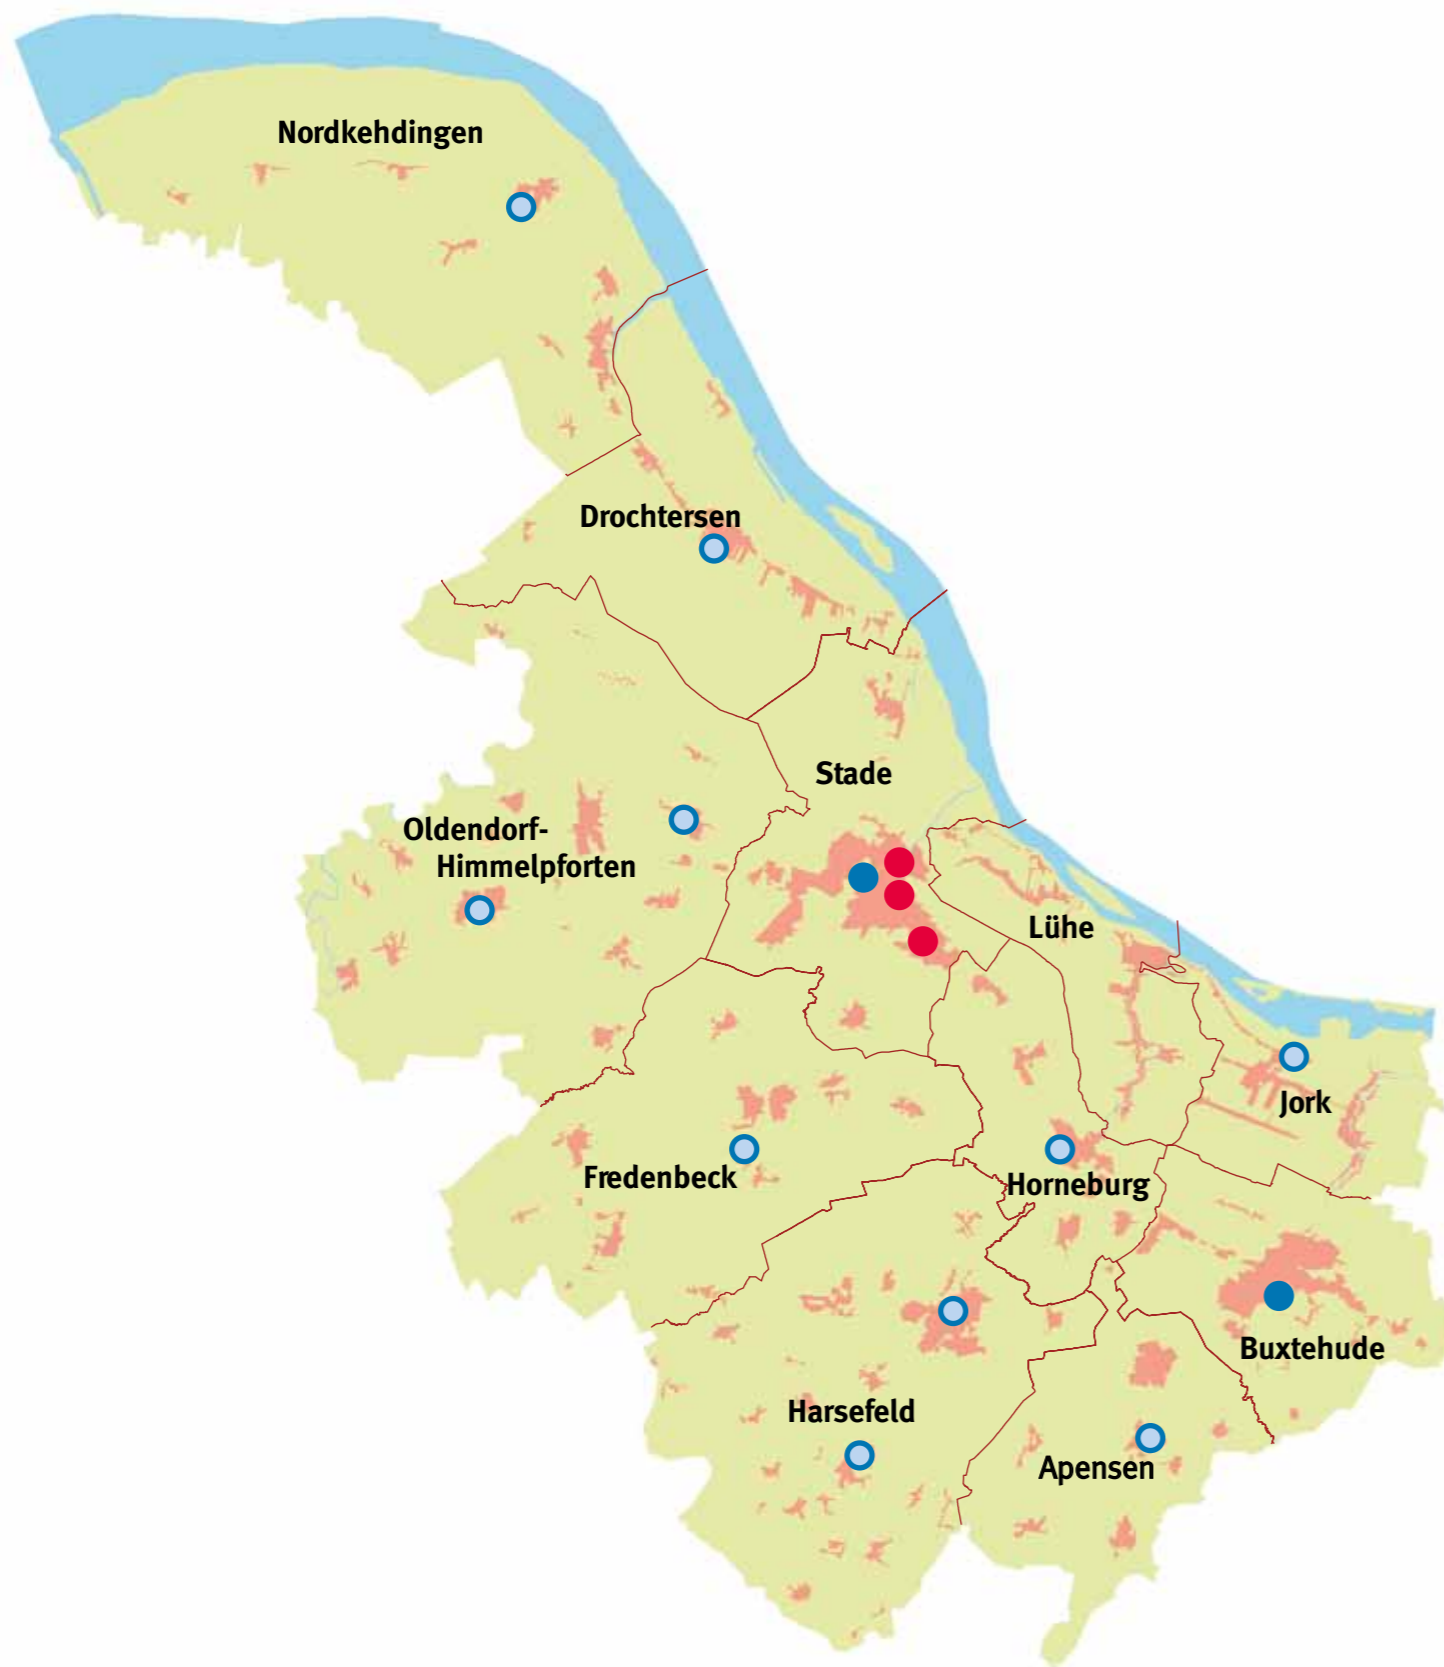 Nordkehdingen
Drochtersen
Stade
Oldendorf-
Himmelpforten
Lühe
Jork
Fredenbeck
Horneburg
Buxtehude
Harsefeld
Apensen